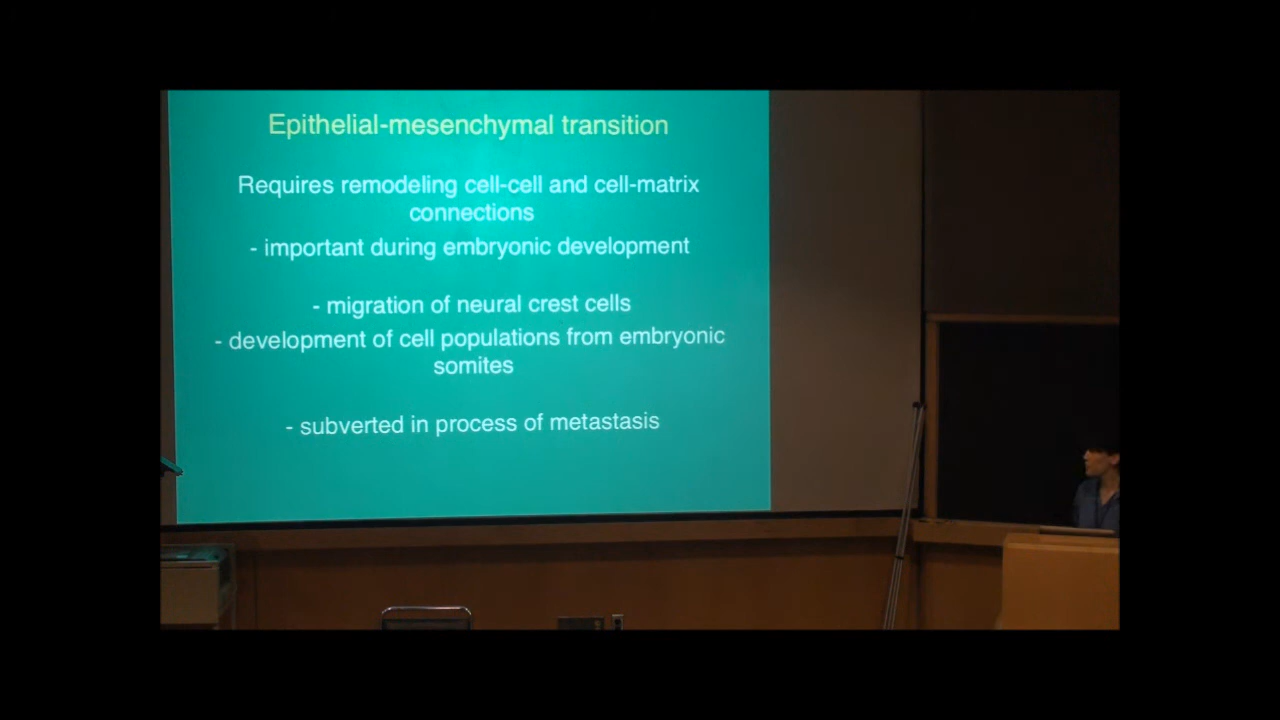 Epithelial-mesenchymal transition
Requires remodeling cell-cell and cell-matrix
connections
- important during embryonic development
- migration of neural crest cells
- development of cell populations from embryonic
somites
- subverted in process of metastasis